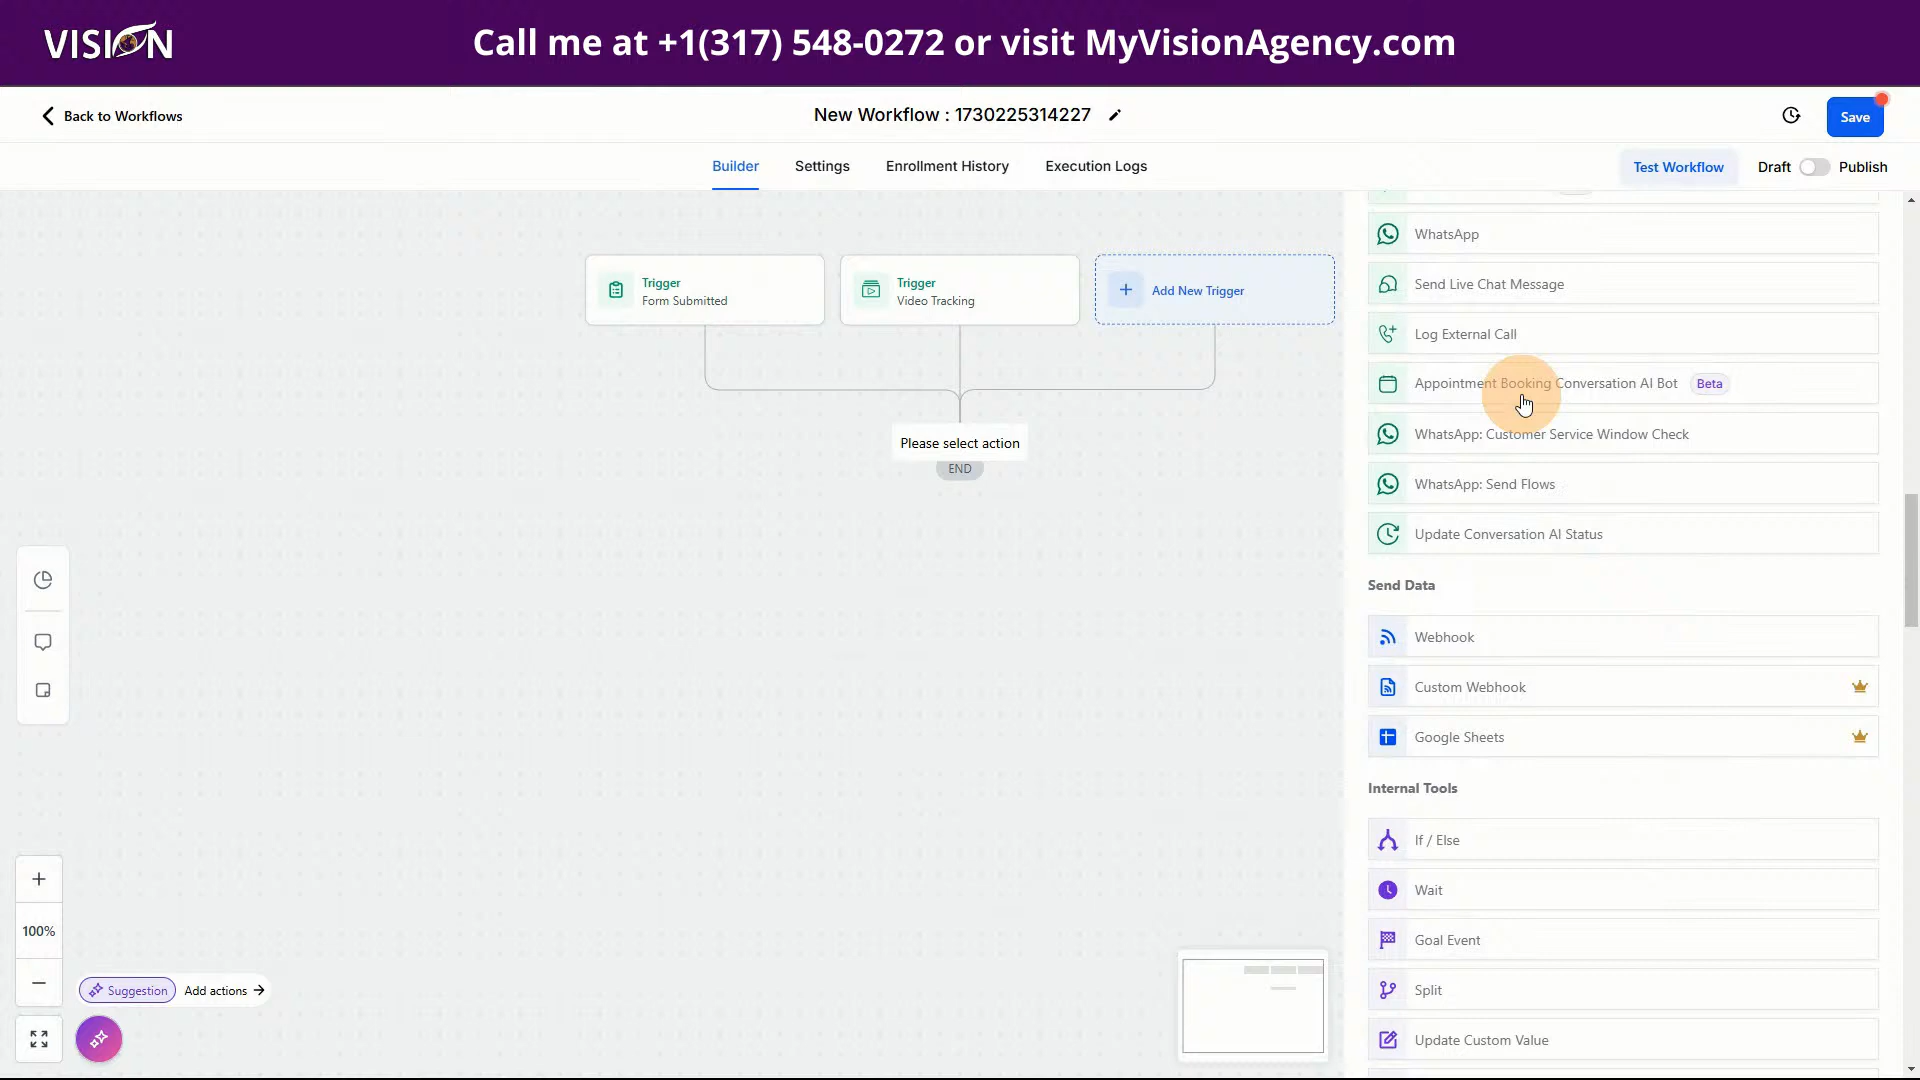 VISION
Call me at +1(317) 548-0272 or visit MyVisionAgency.com
Back to Workflows
New Workflow : 1730225314227
Save
Builder
Settings
Enrollment History
Execution Logs
Test Workflow
Draft
Publish
Trigger
Form Submitted
Trigger
Video Tracking
Add New Trigger
Please select action
END
WhatsApp
Send Live Chat Message
Log External Call
Appointment Booking Conversation AI Bot Beta
WhatsApp: Customer Service Window Check
WhatsApp: Send Flows
Update Conversation AI Status
Send Data
Webhook
Custom Webhook
Google Sheets
Internal Tools
If / Else
Wait
Goal Event
Split
Update Custom Value
100%
Suggestion
Add actions